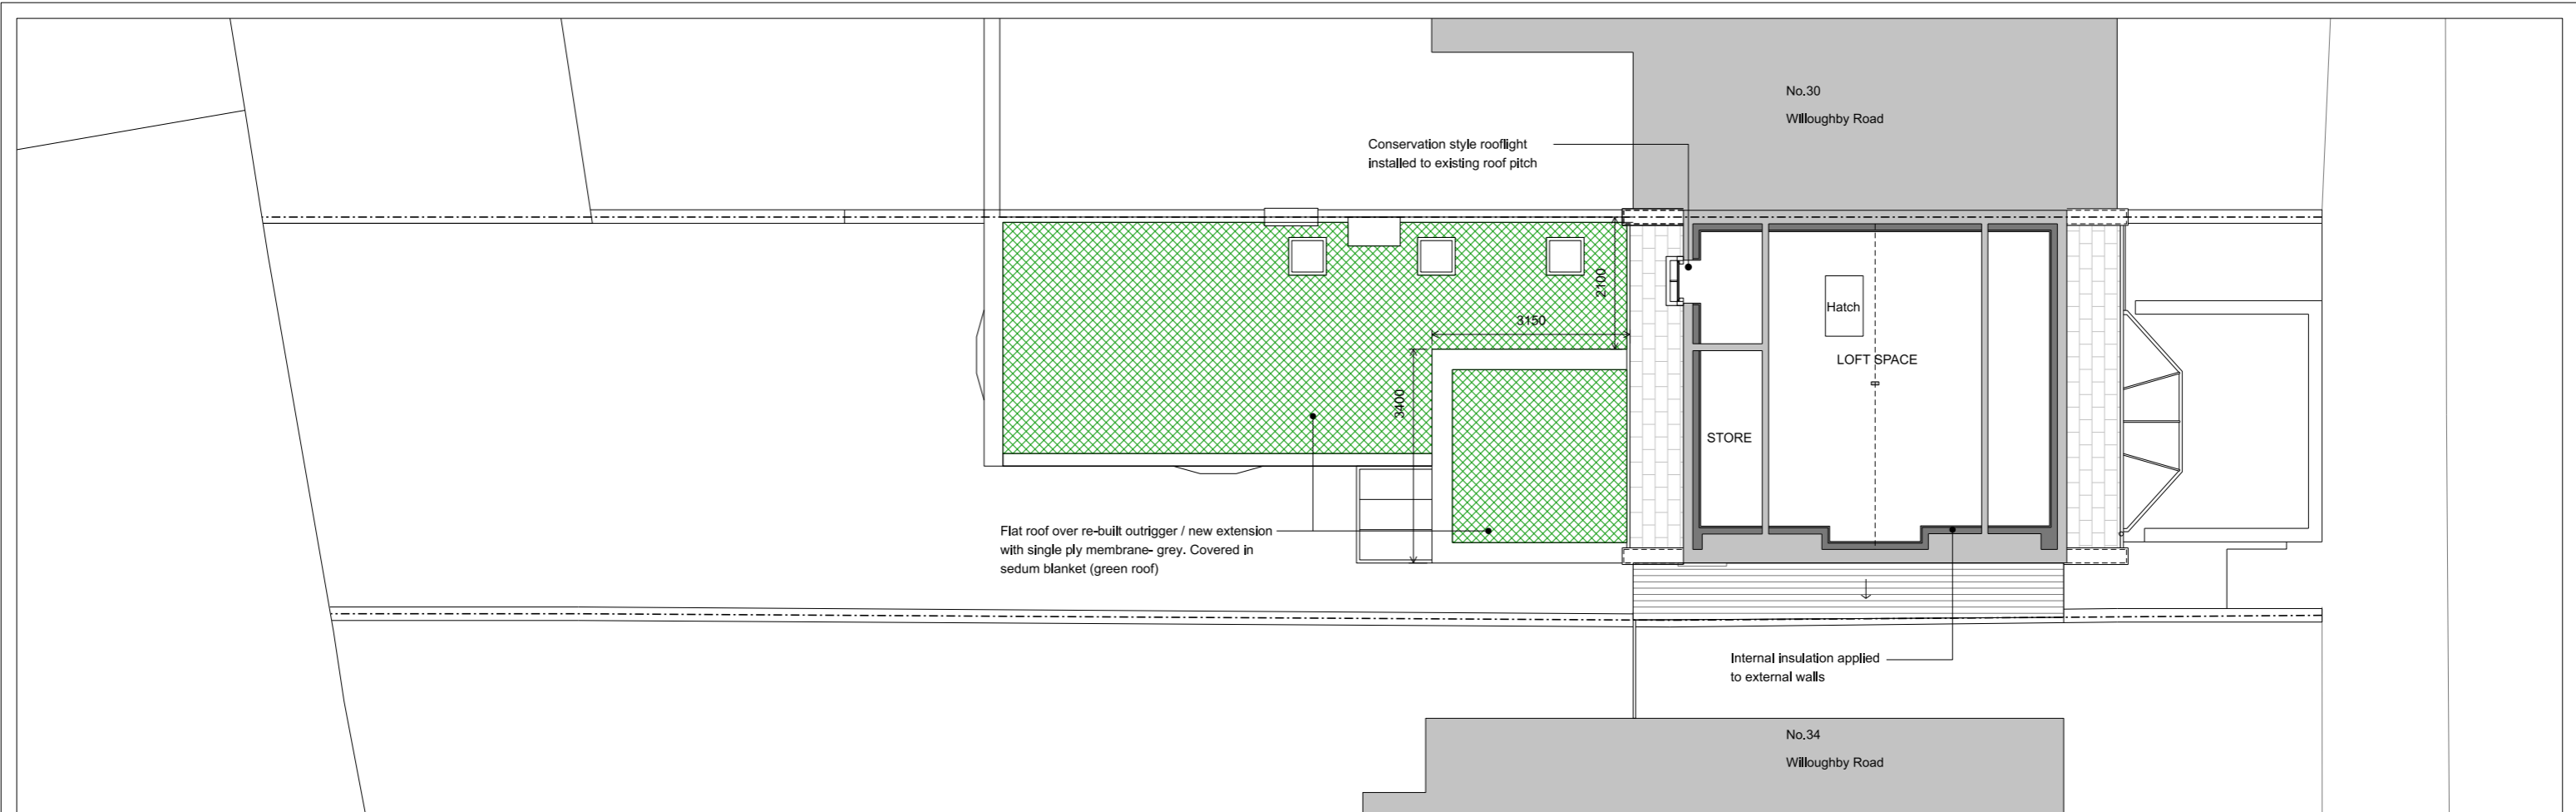 No.30
Willoughby Road
Conservation style rooflight
installed to existing roof pitch
2100
3150
Hatch
LOFT SPACE
3400
STORE
Flat roof over re-built outrigger / new extension
with single ply membrane- grey. Covered in
sedum blanket (green roof)
Internal insulation applied
to external walls
No.34
Willoughby Road